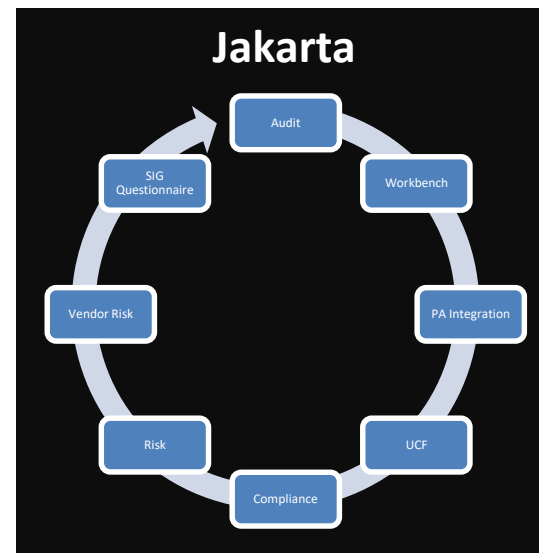 Jakarta
Audit
Workbench
PA Integration
UCF
Compliance
Risk
Vendor Risk
SIG
Questionnaire